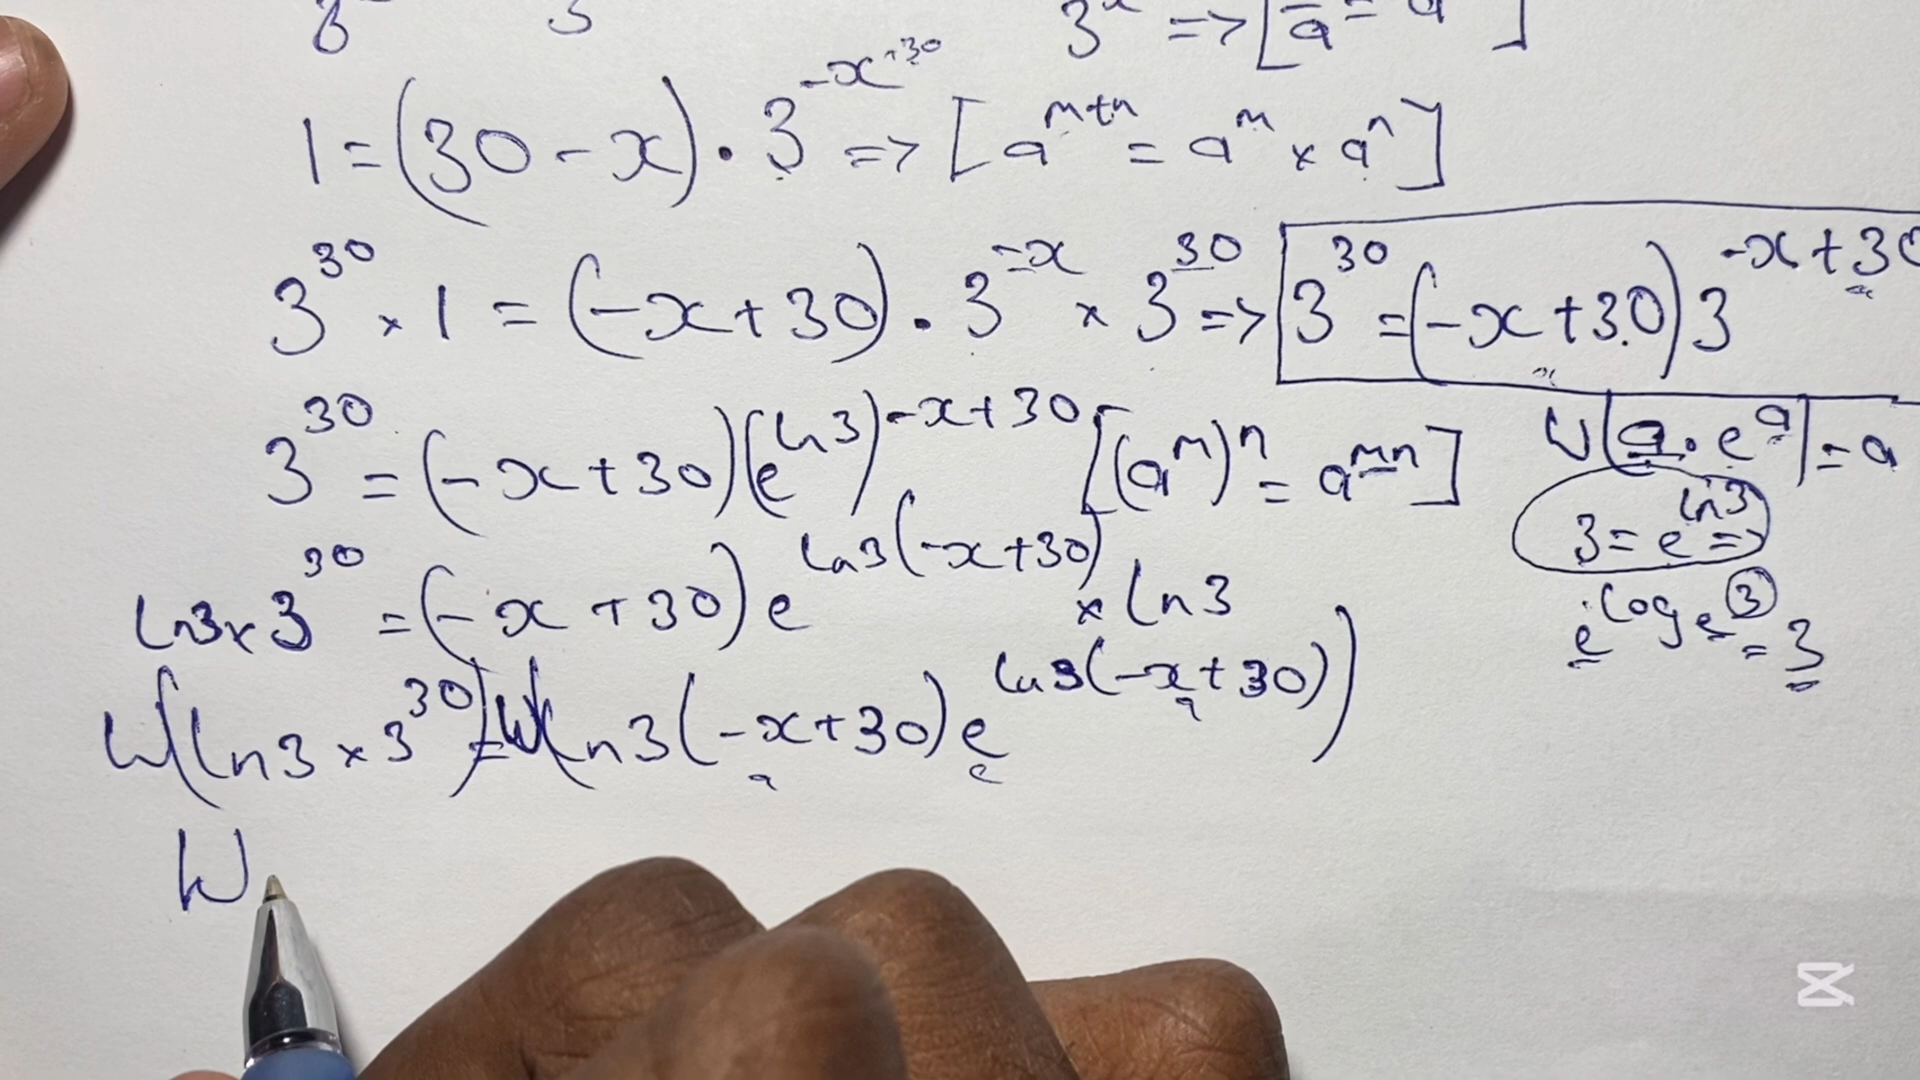 1 = (30 - x) · 3^(-x+30) => [a^(m+n) = a^m × a^n]
3^30 × 1 = (-x + 30) · 3^(-x) × 3^30 => 3^30 = (-x + 30) 3^(-x+30)
3^30 = (-x + 30)(e^(ln3))^(-x+30) [(a^m)^n = a^(mn)]
W(a · e^a) = a
3 = e^(ln3) =>
ln3 × 3^30 = (-x + 30) e^(ln3(-x+30)) × ln3
e^(log_e 3) = 3
W(ln3 × 3^30) = W(ln3(-x+30) e^(ln3(-x+30)))
W